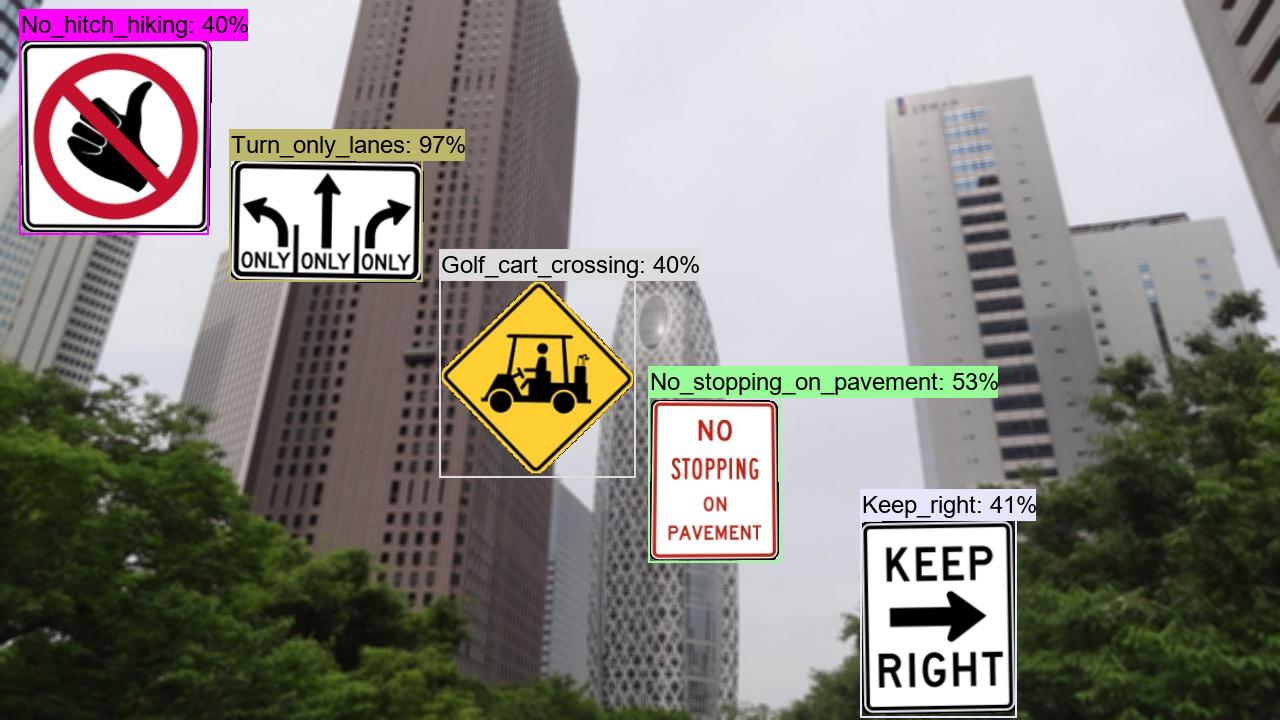 No_hitch_hiking: 40%
Turn_only_lanes: 97%
ONLY ONLY ONLY
Golf_cart_crossing: 40%
No_stopping_on_pavement: 53%
NO
STOPPING
ON
PAVEMENT
Keep_right: 41%
KEEP
RIGHT